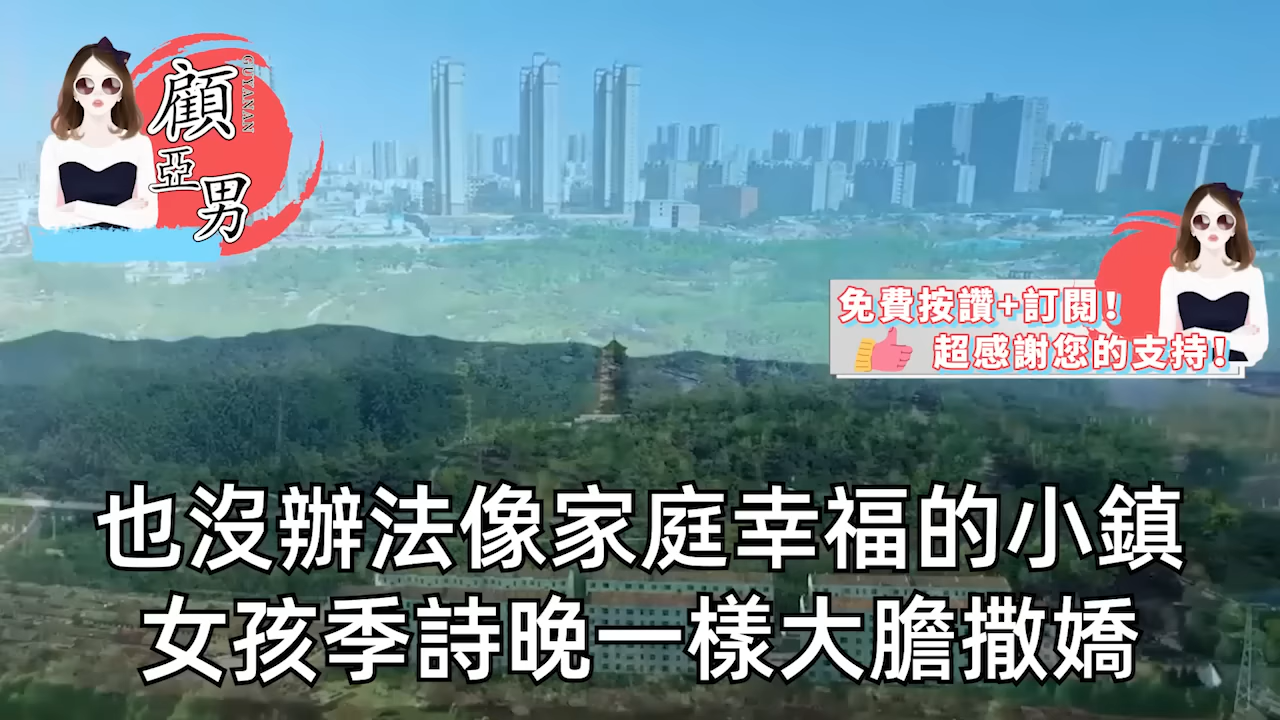 顧亞男
GUYANAN
免費按讚+訂閱!
超感謝您的支持!
也沒辦法像家庭幸福的小鎮
女孩季詩晚一樣大膽撒嬌